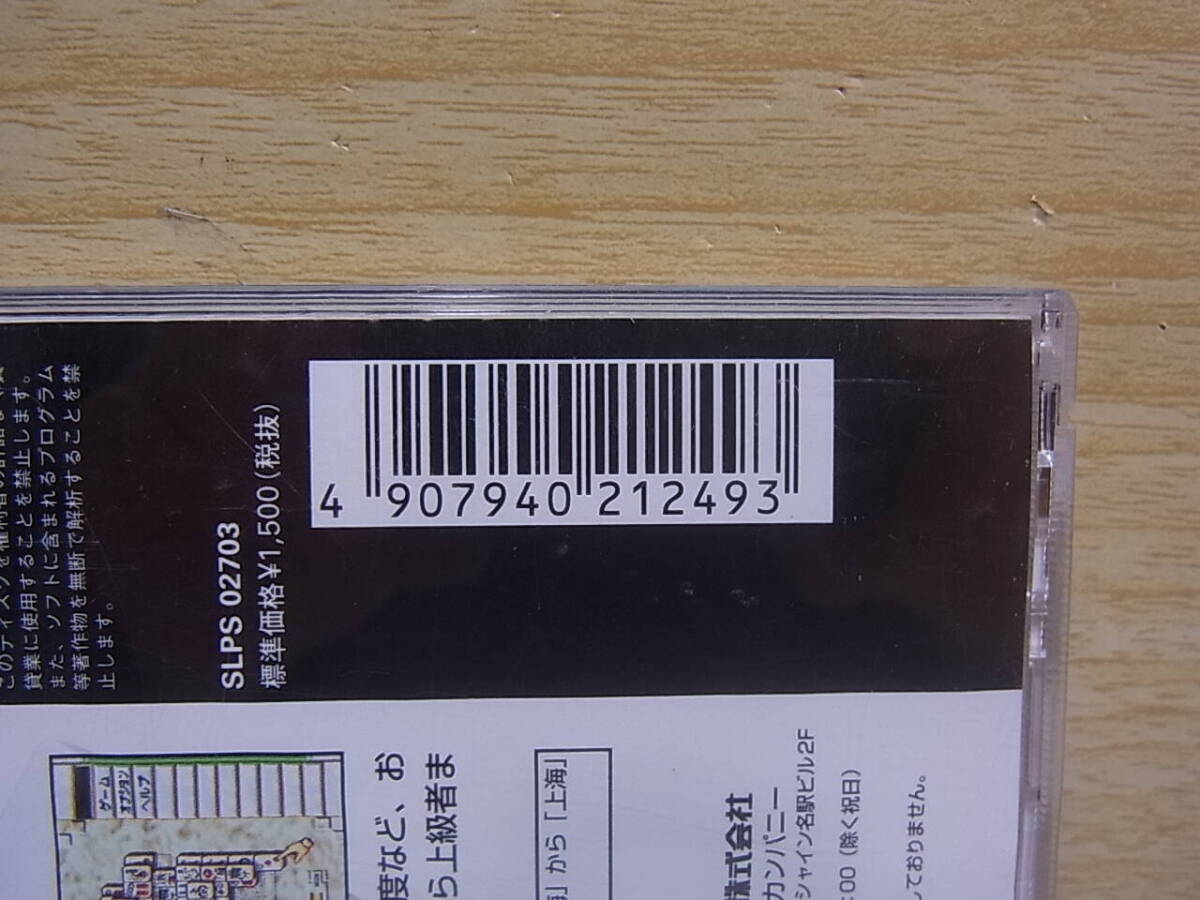 4 907940 212493
SLPS 02703
標準価格¥1,500(税抜)
貸業に使用することを禁止します。
また、ソフトに含まれるプログラム
等著作物を無断で解析することを禁
止します。
ゲーム
オプション
ヘルプ
度など、お
ら上級者ま
」から「上海」
株式会社
カンパニー
シャイン名駅ビル2F
:00(除く祝日)
しておりません。